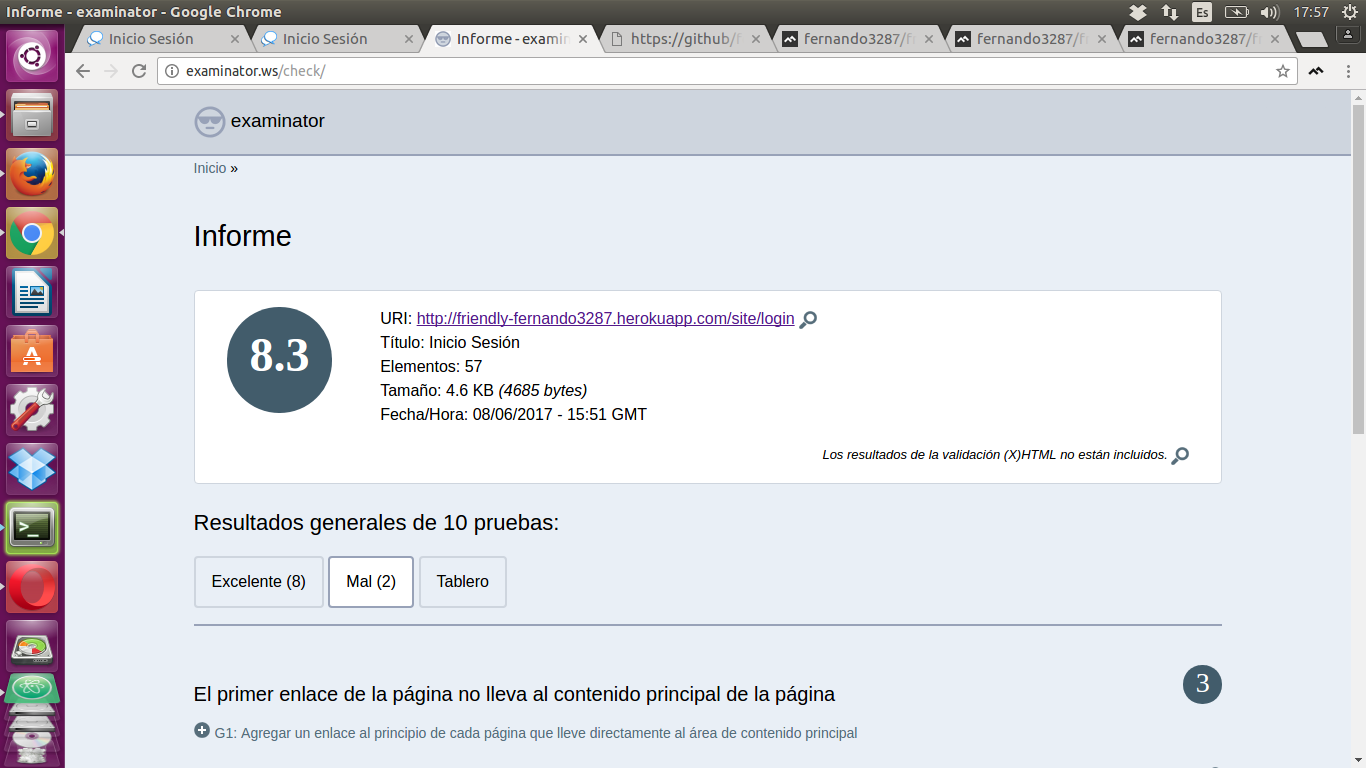 Informe - examinator - Google Chrome
Es
17:57
Inicio Sesión
Inicio Sesión
Informe - examin
https://github/
fernando3287/f
fernando3287/f
fernando3287/f
examinator.ws/check/
examinator
Inicio »
Informe
8.3
URI: http://friendly-fernando3287.herokuapp.com/site/login
Título: Inicio Sesión
Elementos: 57
Tamaño: 4.6 KB (4685 bytes)
Fecha/Hora: 08/06/2017 - 15:51 GMT
Los resultados de la validación (X)HTML no están incluidos.
Resultados generales de 10 pruebas:
Excelente (8)
Mal (2)
Tablero
El primer enlace de la página no lleva al contenido principal de la página
3
G1: Agregar un enlace al principio de cada página que lleve directamente al área de contenido principal